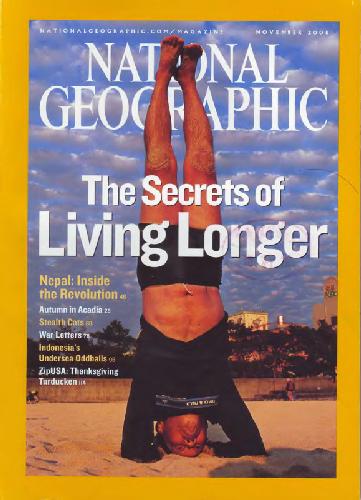 NATIONALGEOGRAPHIC.COM/MAGAZINE NOVEMBER 2005
NATIONAL
GEOGRAPHIC
The Secrets of
Living Longer
Nepal: Inside
the Revolution 46
Autumn in Acadia
Stealth Cats
War Letters
Indonesia's
Undersea Oddballs
ZipUSA: Thanksgiving
Turducken